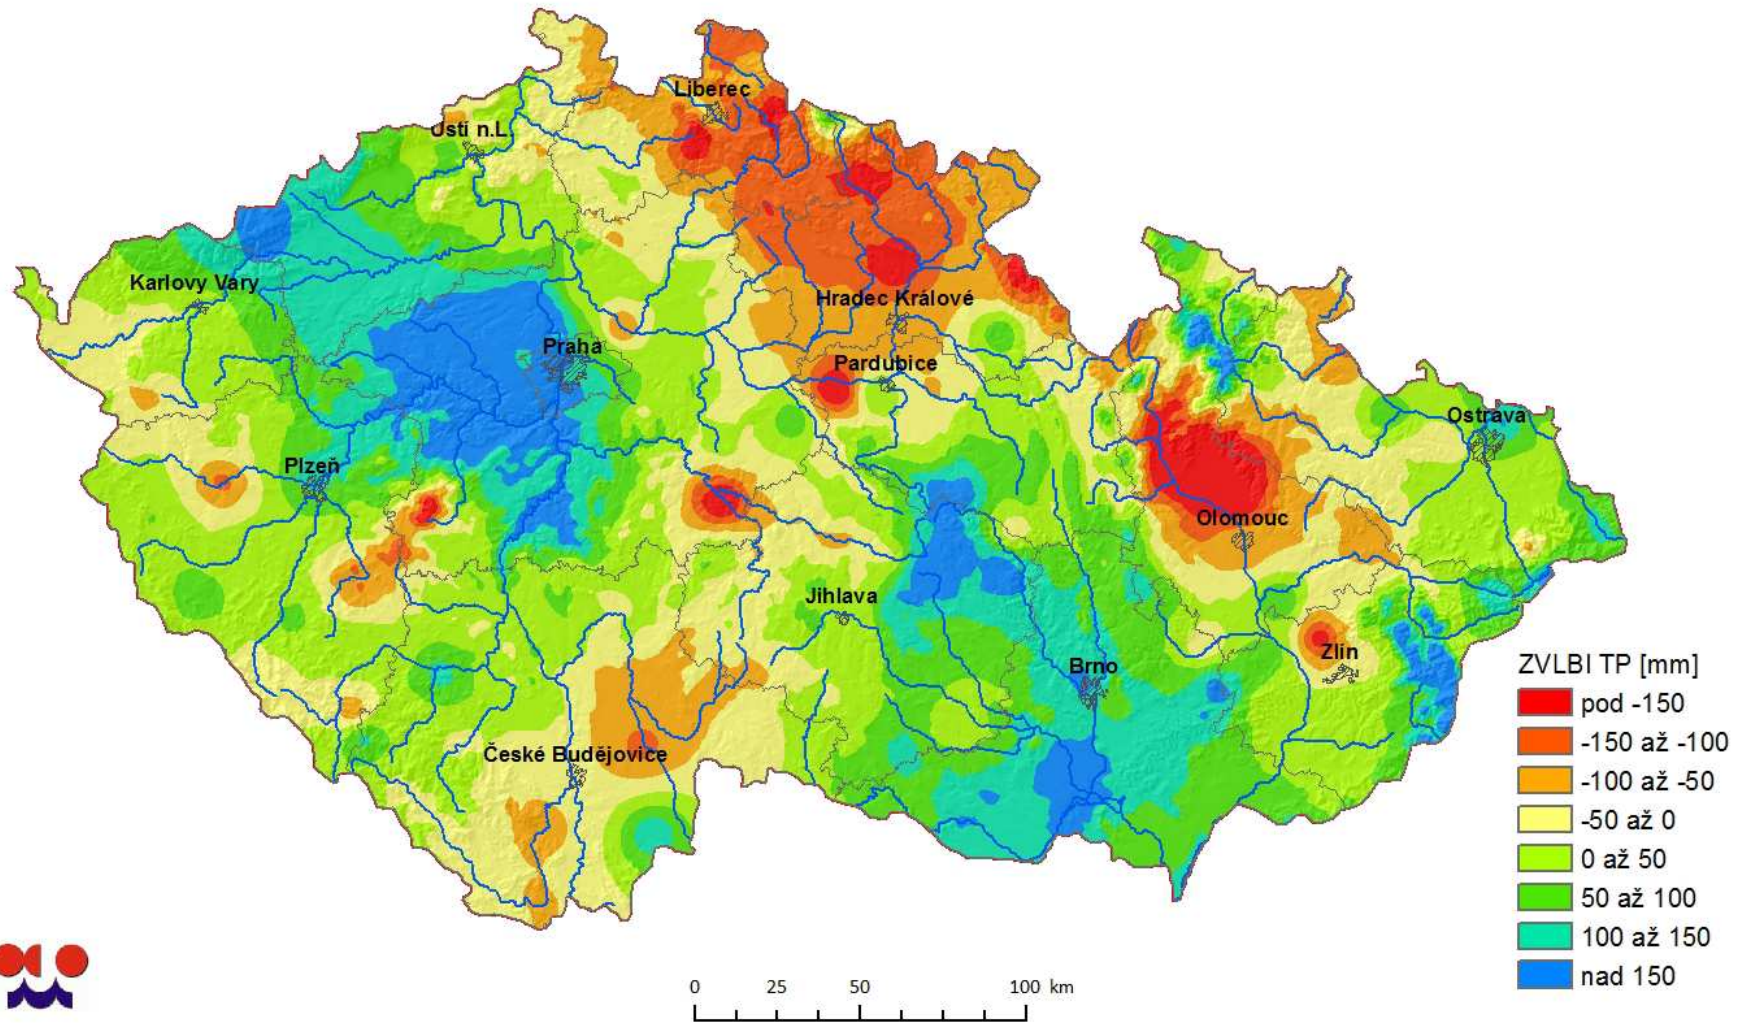 Liberec
Ústí n.L.
Karlovy Vary
Hradec Králové
Praha
Pardubice
Ostrava
Plzeň
Olomouc
Jihlava
Zlín
Brno
České Budějovice
ZVLBI TP [mm]
pod -150
-150 až -100
-100 až -50
-50 až 0
0 až 50
50 až 100
100 až 150
nad 150
0 25 50 100 km